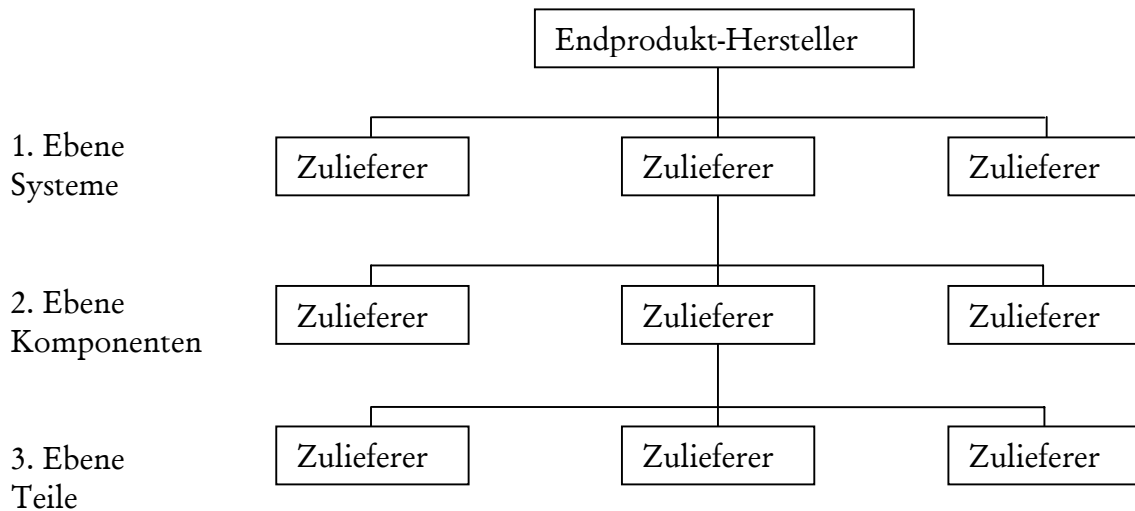 Endprodukt-Hersteller
1. Ebene
Systeme
Zulieferer
Zulieferer
Zulieferer
2. Ebene
Komponenten
Zulieferer
Zulieferer
Zulieferer
3. Ebene
Teile
Zulieferer
Zulieferer
Zulieferer